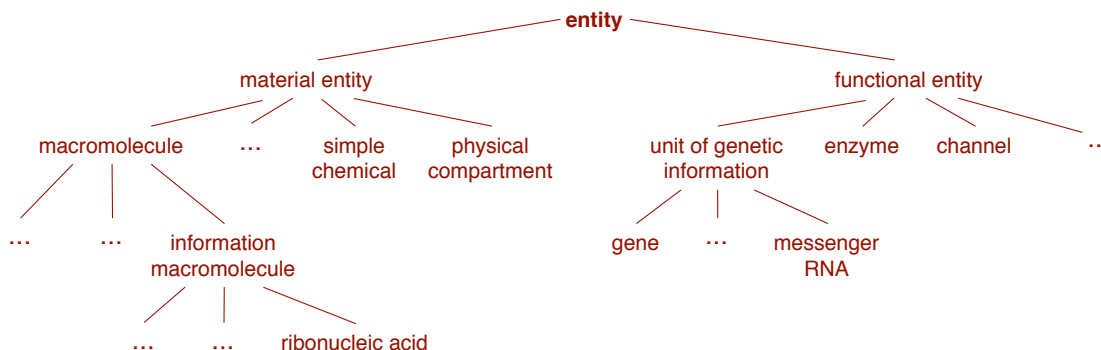 entity
material entity
functional entity
macromolecule
...
simple
chemical
physical
compartment
unit of genetic
information
enzyme
channel
..
...
...
information
macromolecule
gene
...
messenger
RNA
...
...
ribonucleic acid